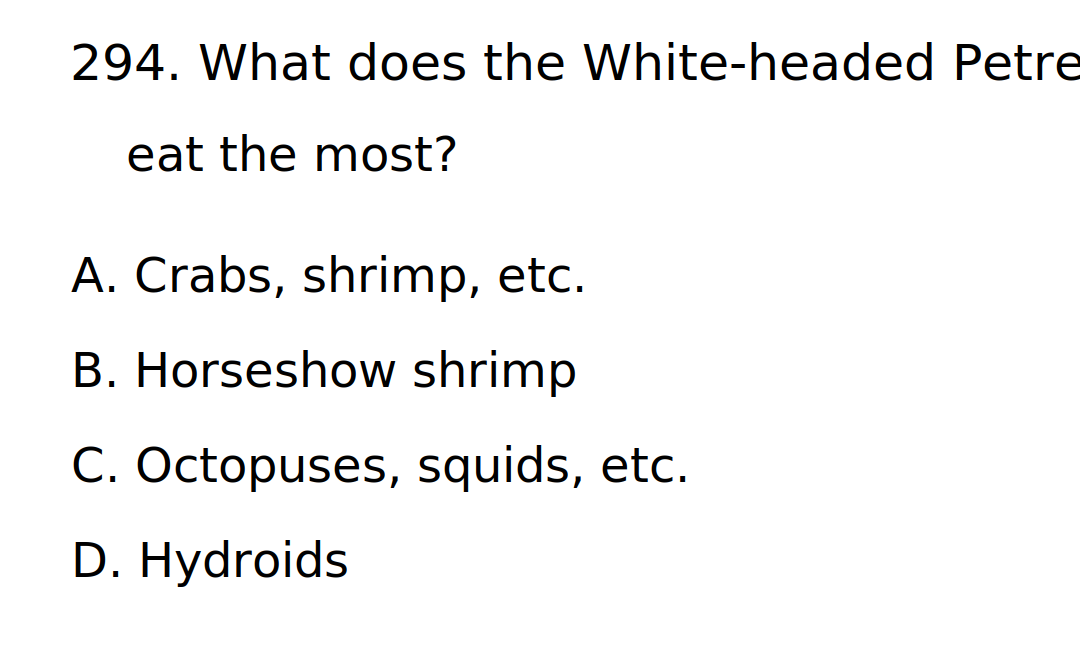 294. What does the White-headed Petre
eat the most?
A. Crabs, shrimp, etc.
B. Horseshow shrimp
C. Octopuses, squids, etc.
D. Hydroids